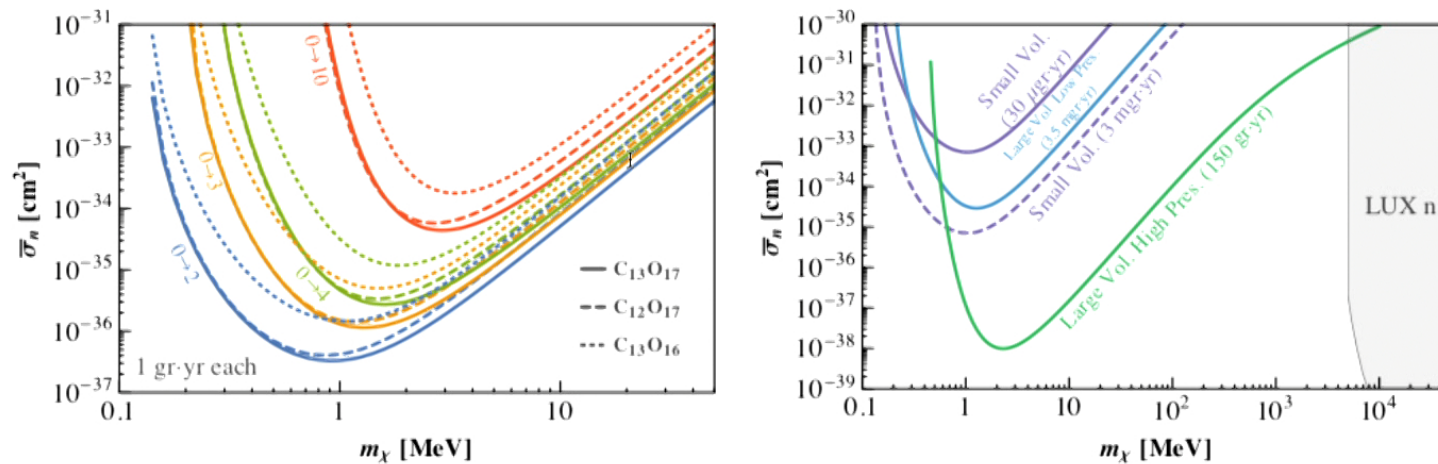 10⁻³¹
10⁻³²
10⁻³³
10⁻³⁴
10⁻³⁵
10⁻³⁶
10⁻³⁷
σ̅ₙ [cm²]
0→2
0→3
0→4
0→10
C₁₃O₁₇
C₁₂O₁₇
C₁₃O₁₆
1 gr·yr each
0.1 1 10
mχ [MeV]
10⁻³⁰
10⁻³¹
10⁻³²
10⁻³³
10⁻³⁴
10⁻³⁵
10⁻³⁶
10⁻³⁷
10⁻³⁸
10⁻³⁹
σ̅ₙ [cm²]
Small Vol.
(30 μgr·yr)
Large Vol. Low Pres
(3.5 mgr·yr)
Small Vol. (3 mgr·yr)
Large Vol. High Pres. (150 gr·yr)
LUX n
0.1 1 10 10² 10³ 10⁴
mχ [MeV]